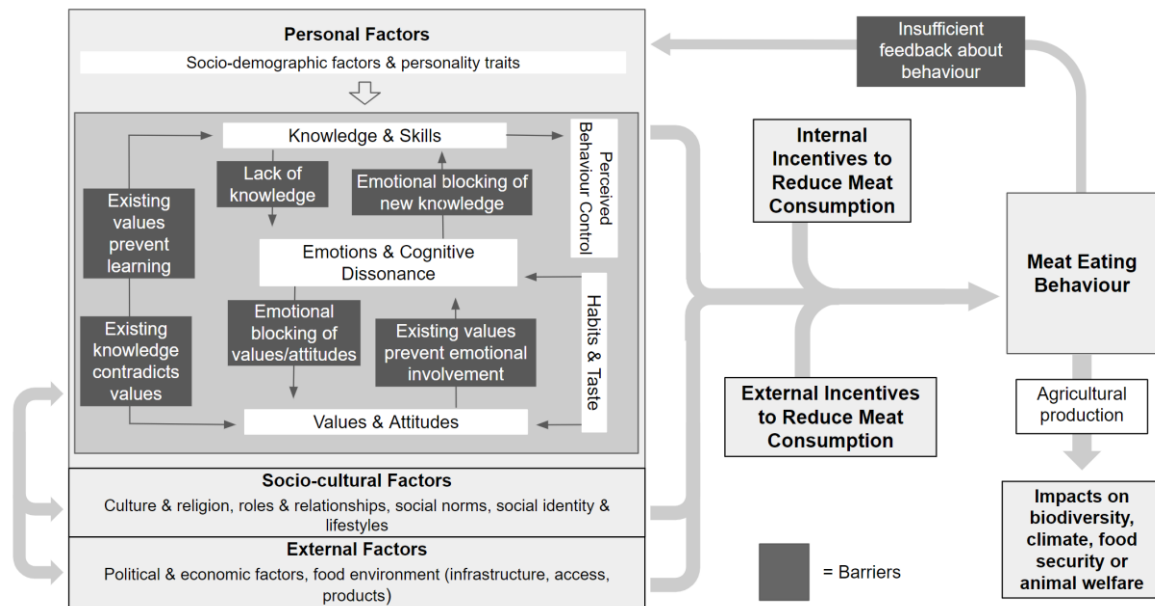 Personal Factors
Socio-demographic factors & personality traits
Knowledge & Skills
Lack of
knowledge
Emotional blocking of
new knowledge
Perceived
Behaviour Control
Existing
values
prevent
learning
Emotions & Cognitive
Dissonance
Existing
knowledge
contradicts
values
Emotional
blocking of
values/attitudes
Existing values
prevent emotional
involvement
Habits & Taste
Values & Attitudes
Socio-cultural Factors
Culture & religion, roles & relationships, social norms, social identity &
lifestyles
External Factors
Political & economic factors, food environment (infrastructure, access,
products)
Insufficient
feedback about
behaviour
Internal
Incentives to
Reduce Meat
Consumption
External Incentives
to Reduce Meat
Consumption
Meat Eating
Behaviour
Agricultural
production
Impacts on
biodiversity,
climate, food
security or
animal welfare
= Barriers